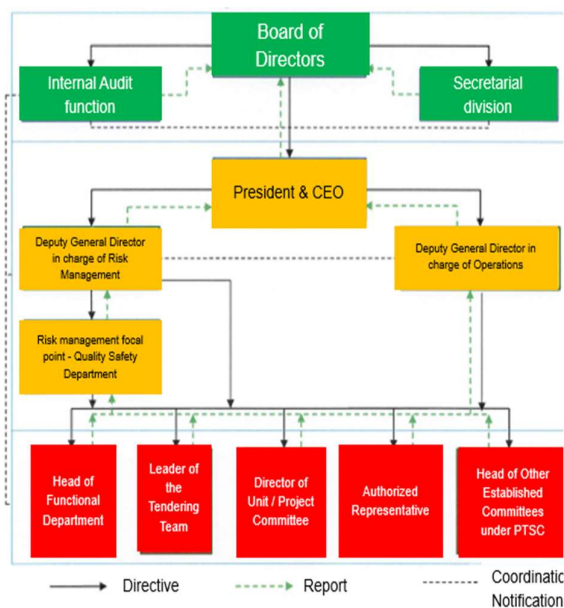 Board of
Directors
Internal Audit
function
Secretarial
division
President & CEO
Deputy General Director
in charge of Risk
Management
Deputy General Director in
charge of Operations
Risk management focal
point - Quality Safety
Department
Head of
Functional
Department
Leader of
the
Tendering
Team
Director of
Unit / Project
Committee
Authorized
Representative
Head of Other
Established
Committees
under PTSC
Directive
Report
Coordinatic
Notification